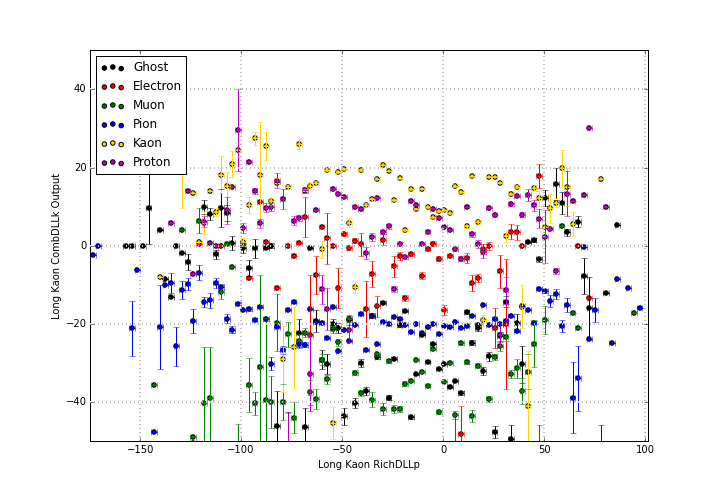 Ghost
Electron
Muon
Pion
Kaon
Proton
Long Kaon CombDLLk Output
40
20
0
−20
−40
−150
−100
−50
0
50
100
Long Kaon RichDLLp